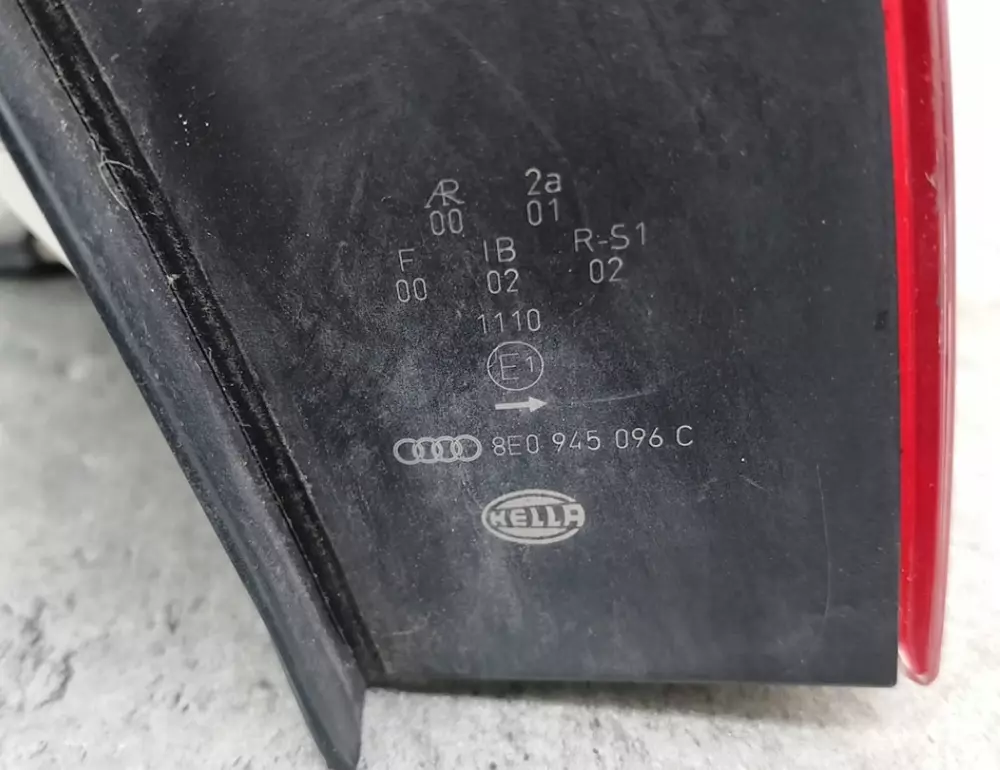 AR 2a
00 01
F IB R-S1
00 02 02
1110
E1
8E0 945 096 C
HELLA